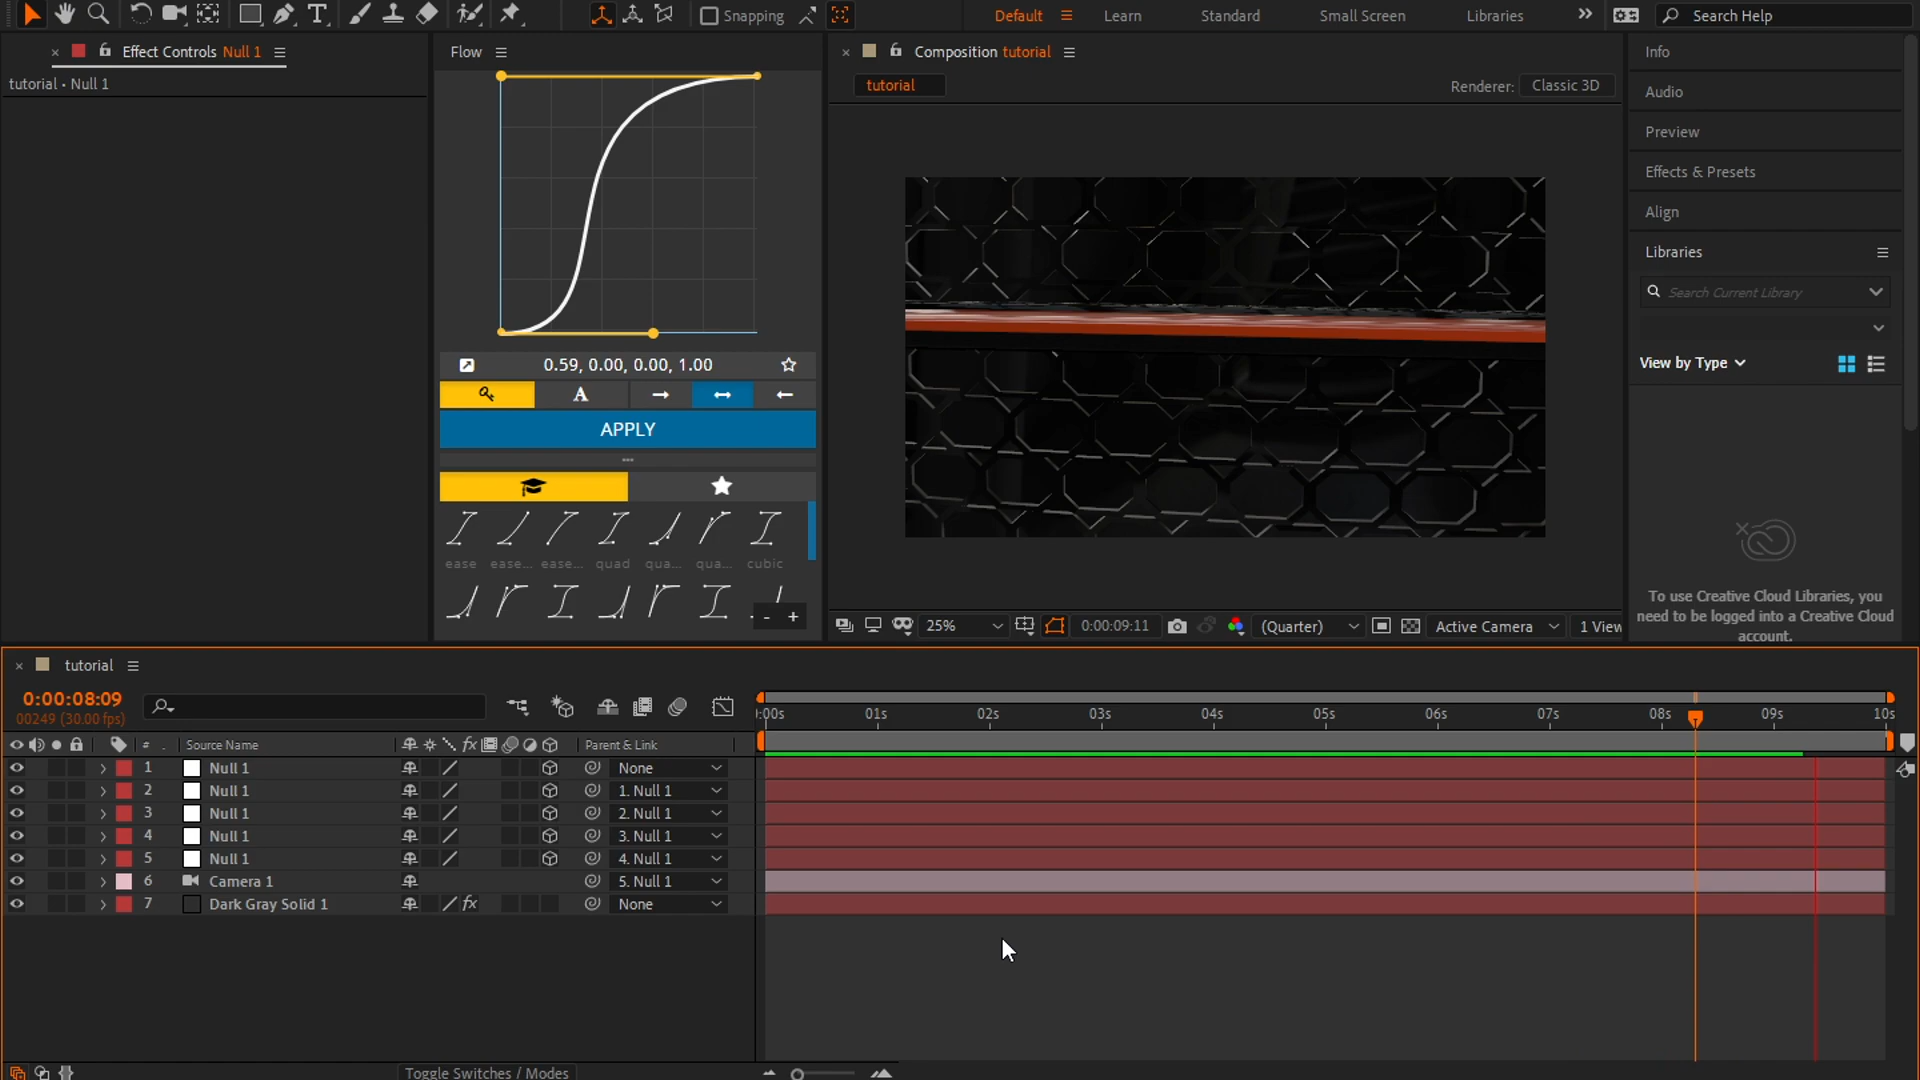 Snapping
Default
Learn
Standard
Small Screen
Libraries
Search Help
Effect Controls Null 1
tutorial • Null 1
Flow
0.59, 0.00, 0.00, 1.00
A
APPLY
ease
ease...
ease...
quad
qua...
qua...
cubic
- +
Composition tutorial
tutorial
Renderer:
Classic 3D
25%
0:00:09:11
(Quarter)
Active Camera
1 View
Info
Audio
Preview
Effects & Presets
Align
Libraries
Search Current Library
View by Type
To use Creative Cloud Libraries, you
need to be logged into a Creative Cloud
account.
tutorial
0:00:08:09
00249 (30.00 fps)
:00s 01s 02s 03s 04s 05s 06s 07s 08s 09s 10s
# . Source Name fx Parent & Link
1 Null 1 None
2 Null 1 1. Null 1
3 Null 1 2. Null 1
4 Null 1 3. Null 1
5 Null 1 4. Null 1
6 Camera 1 5. Null 1
7 Dark Gray Solid 1 fx None
Toggle Switches / Modes